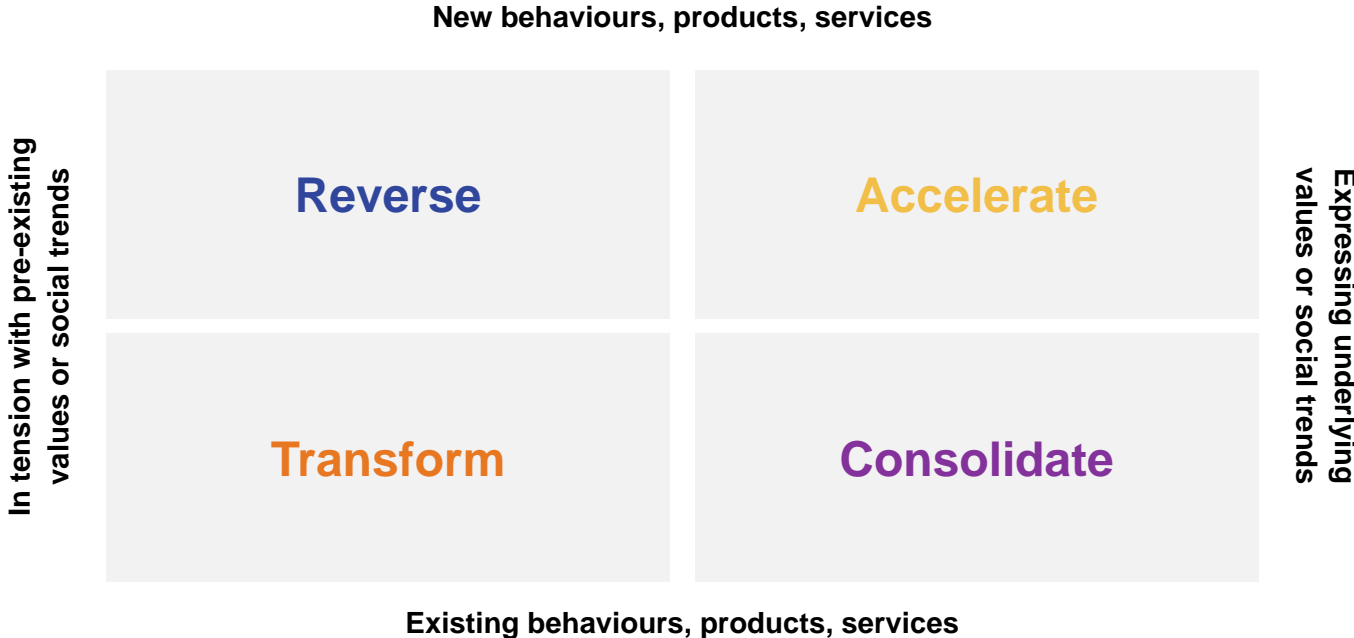 New behaviours, products, services
In tension with pre-existing
values or social trends
Reverse
Accelerate
Expressing underlying
values or social trends
Transform
Consolidate
Existing behaviours, products, services